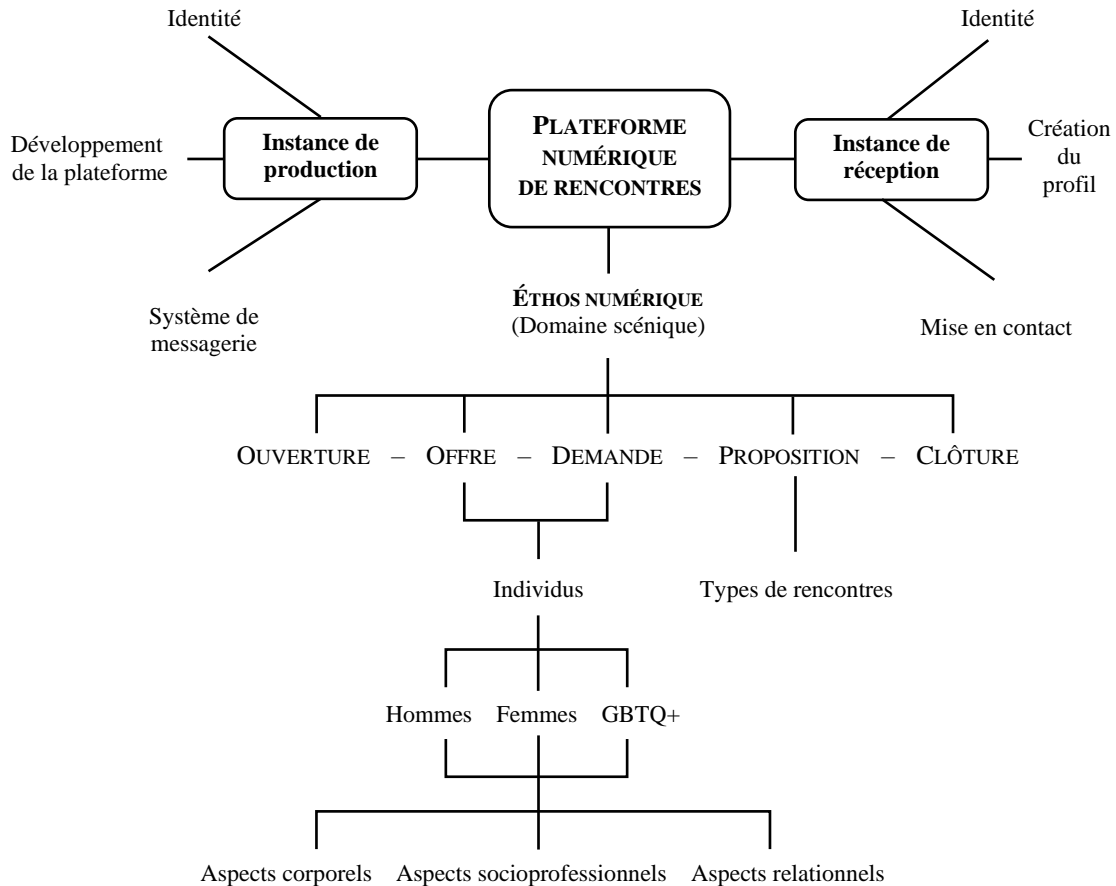 Identité
Identité
Développement
de la plateforme
Instance de
production
PLATEFORME
NUMÉRIQUE
DE RENCONTRES
Instance de
réception
Création
du
profil
Système de
messagerie
ÉTHOS NUMÉRIQUE
(Domaine scénique)
Mise en contact
OUVERTURE – OFFRE – DEMANDE – PROPOSITION – CLÔTURE
Individus
Types de rencontres
Hommes Femmes GBTQ+
Aspects corporels Aspects socioprofessionnels Aspects relationnels